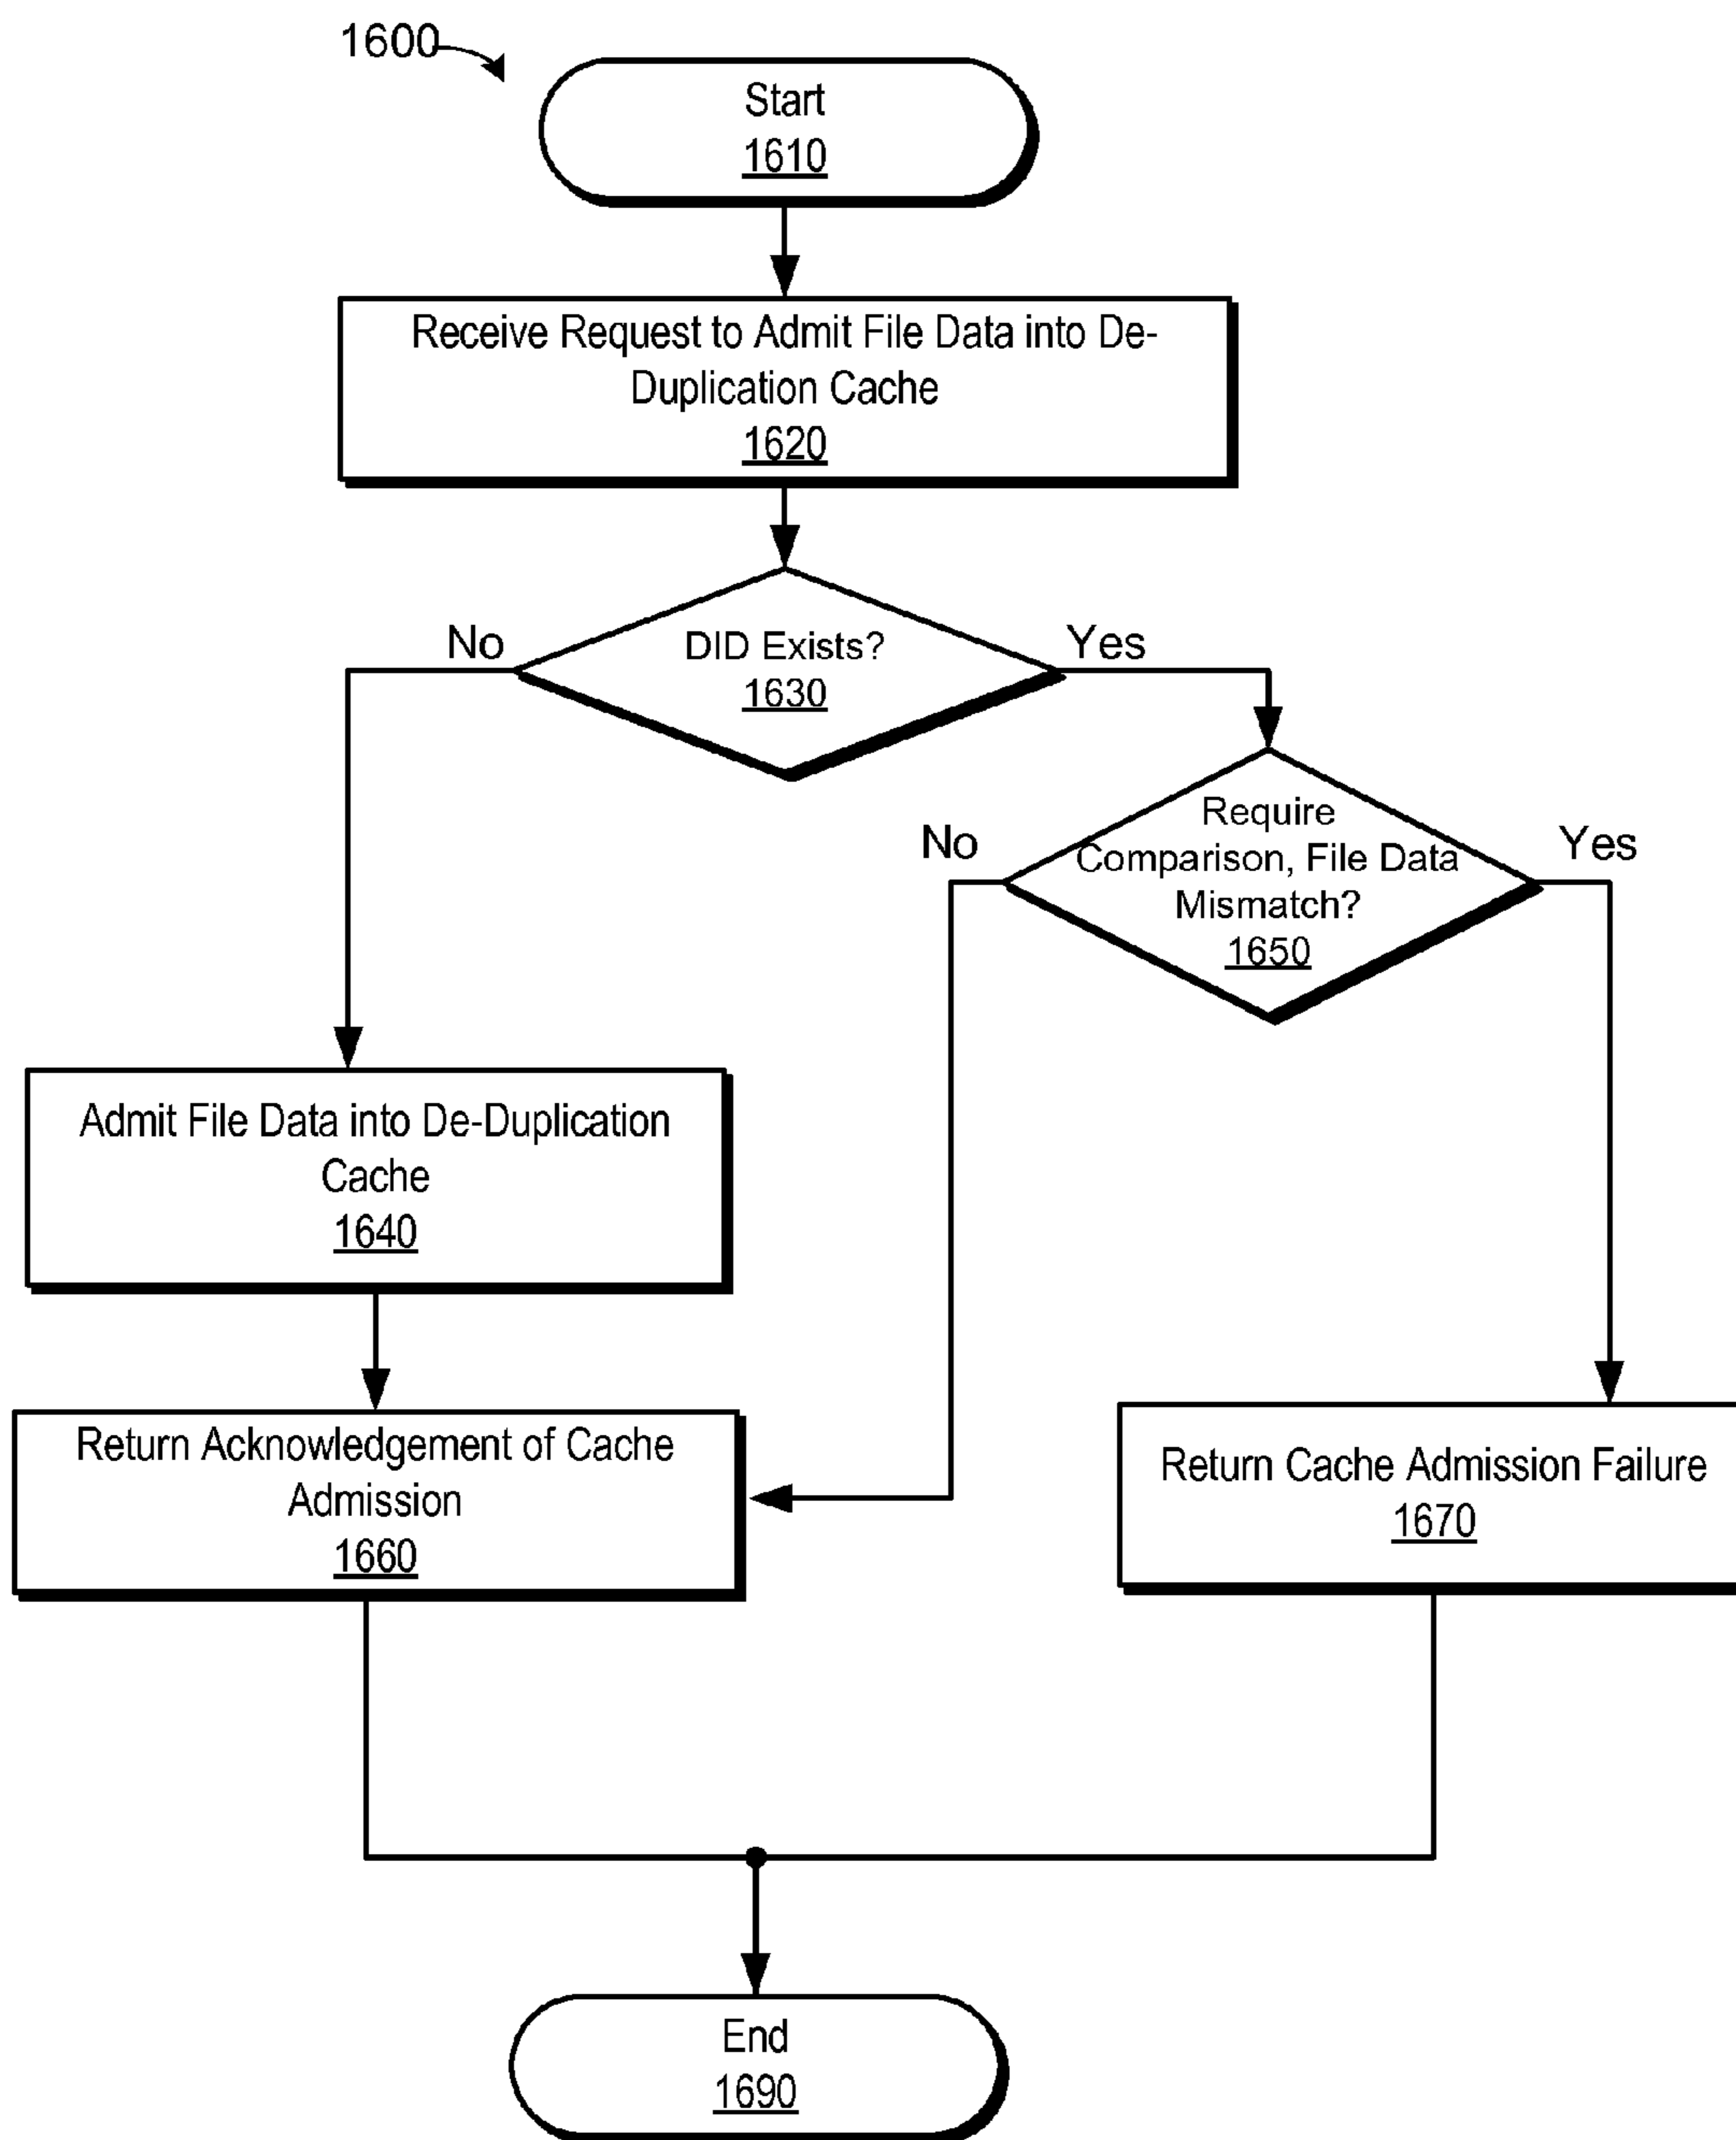 1600
Start
1610
Receive Request to Admit File Data into De-
Duplication Cache
1620
No
DID Exists?
1630
Yes
No
Require
Comparison, File Data
Mismatch?
1650
Yes
Admit File Data into De-Duplication
Cache
1640
Return Acknowledgement of Cache
Admission
1660
Return Cache Admission Failure
1670
End
1690